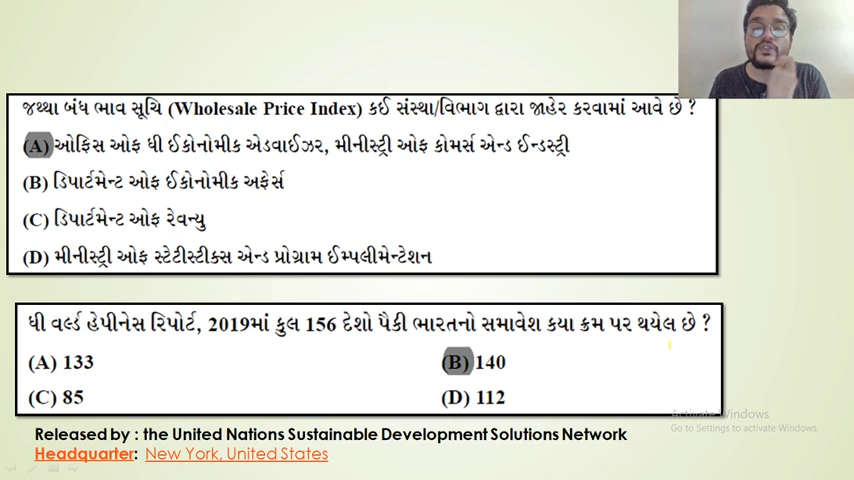 જથ્થા બંધ ભાવ સૂચિ (Wholesale Price Index) કઈ સંસ્થા/વિભાગ દ્વારા જાહેર કરવામાં આવે છે ?
(A) ઓફિસ ઓફ ધી ઈકોનોમીક એડવાઈઝર, મીનીસ્ટ્રી ઓફ કોમર્સ એન્ડ ઈન્ડસ્ટ્રી
(B) ડિપાર્ટમેન્ટ ઓફ ઈકોનોમીક અફેર્સ
(C) ડિપાર્ટમેન્ટ ઓફ રેવન્યુ
(D) મીનીસ્ટ્રી ઓફ સ્ટેટીસ્ટીક્સ એન્ડ પ્રોગ્રામ ઈમ્પલીમેન્ટેશન
ધી વર્લ્ડ હેપીનેસ રિપોર્ટ, 2019માં કુલ 156 દેશો પૈકી ભારતનો સમાવેશ કયા ક્રમ પર થયેલ છે ?
(A) 133 (B) 140
(C) 85 (D) 112
Activate Windows
Go to Settings to activate Windows.
Released by : the United Nations Sustainable Development Solutions Network
Headquarter: New York, United States